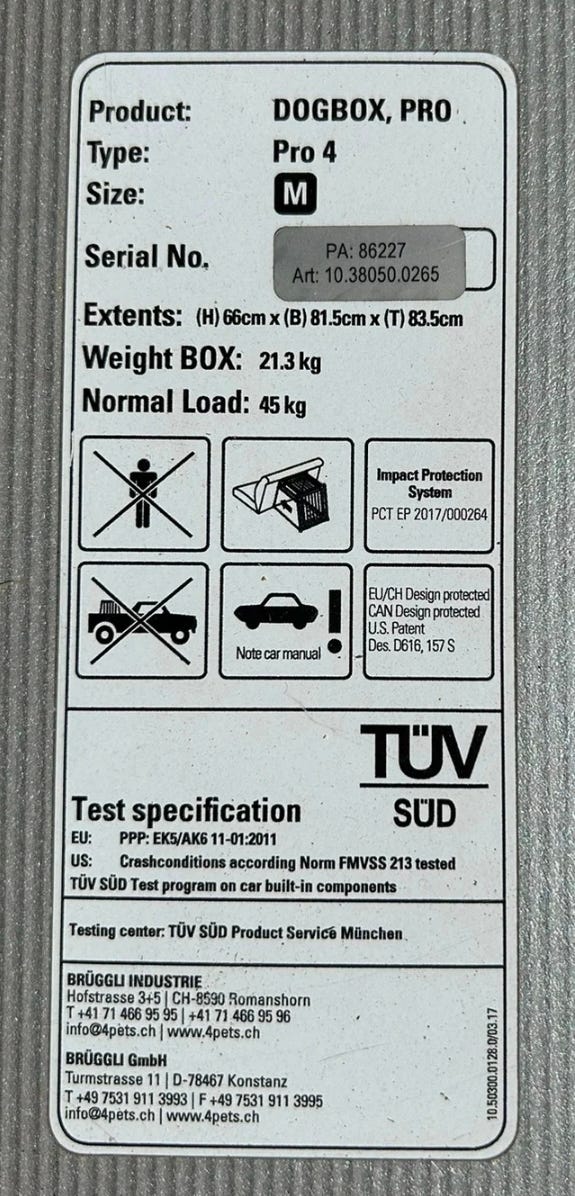 Product: DOGBOX, PRO
Type: Pro 4
Size: M
Serial No. PA: 86227
Art: 10.38050.0265
Extents: (H) 66cm x (B) 81.5cm x (T) 83.5cm
Weight BOX: 21.3 kg
Normal Load: 45 kg
Impact Protection
System
PCT EP 2017/000264
Note car manual !
EU/CH Design protected
CAN Design protected
U.S. Patent
Des. D616, 157 S
TÜV
SÜD
Test specification
EU: PPP: EK5/AK6 11-01:2011
US: Crashconditions according Norm FMVSS 213 tested
TÜV SÜD Test program on car built-in components
Testing center: TÜV SÜD Product Service München
BRÜGGLI INDUSTRIE
Hofstrasse 3+5 | CH-8590 Romanshorn
T +41 71 466 95 95 | +41 71 466 95 96
info@4pets.ch | www.4pets.ch
BRÜGGLI GmbH
Turmstrasse 11 | D-78467 Konstanz
T +49 7531 911 3993 | F +49 7531 911 3995
info@4pets.ch | www.4pets.ch
10.50300.0128.0/03.17